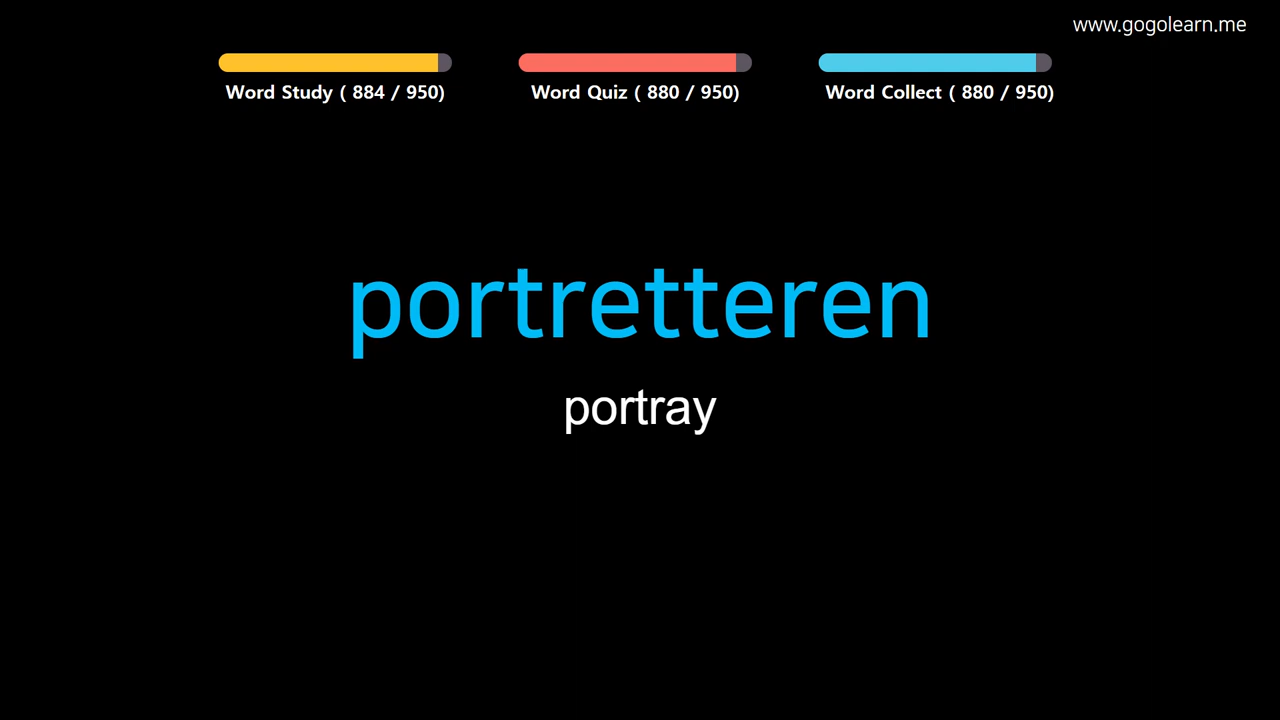 www.gogolearn.me
Word Study ( 884 / 950)
Word Quiz ( 880 / 950)
Word Collect ( 880 / 950)
portretteren
portray